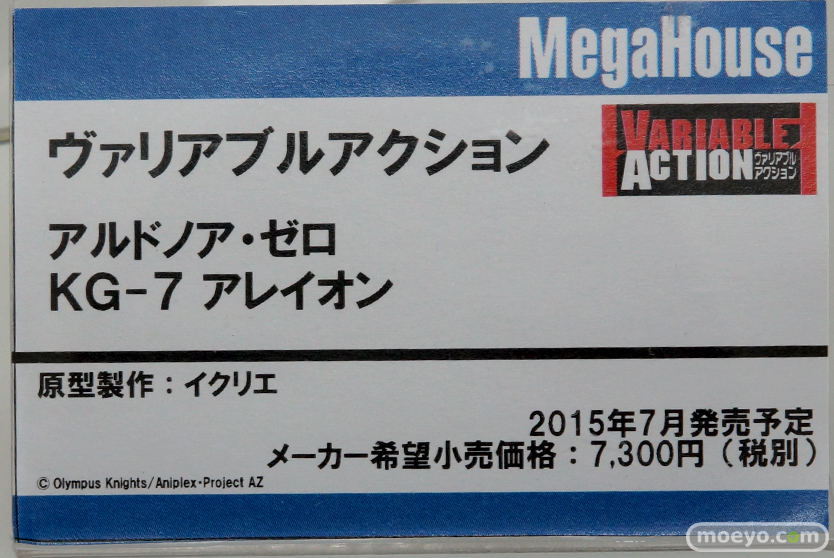 MegaHouse
ヴァリアブルアクション
VARIABLE
ACTION
ヴァリアブル
アクション
アルドノア・ゼロ
KG-7 アレイオン
原型製作：イクリエ
2015年7月発売予定
メーカー希望小売価格：7,300円（税別）
© Olympus Knights/Aniplex・Project AZ
moeyo.com